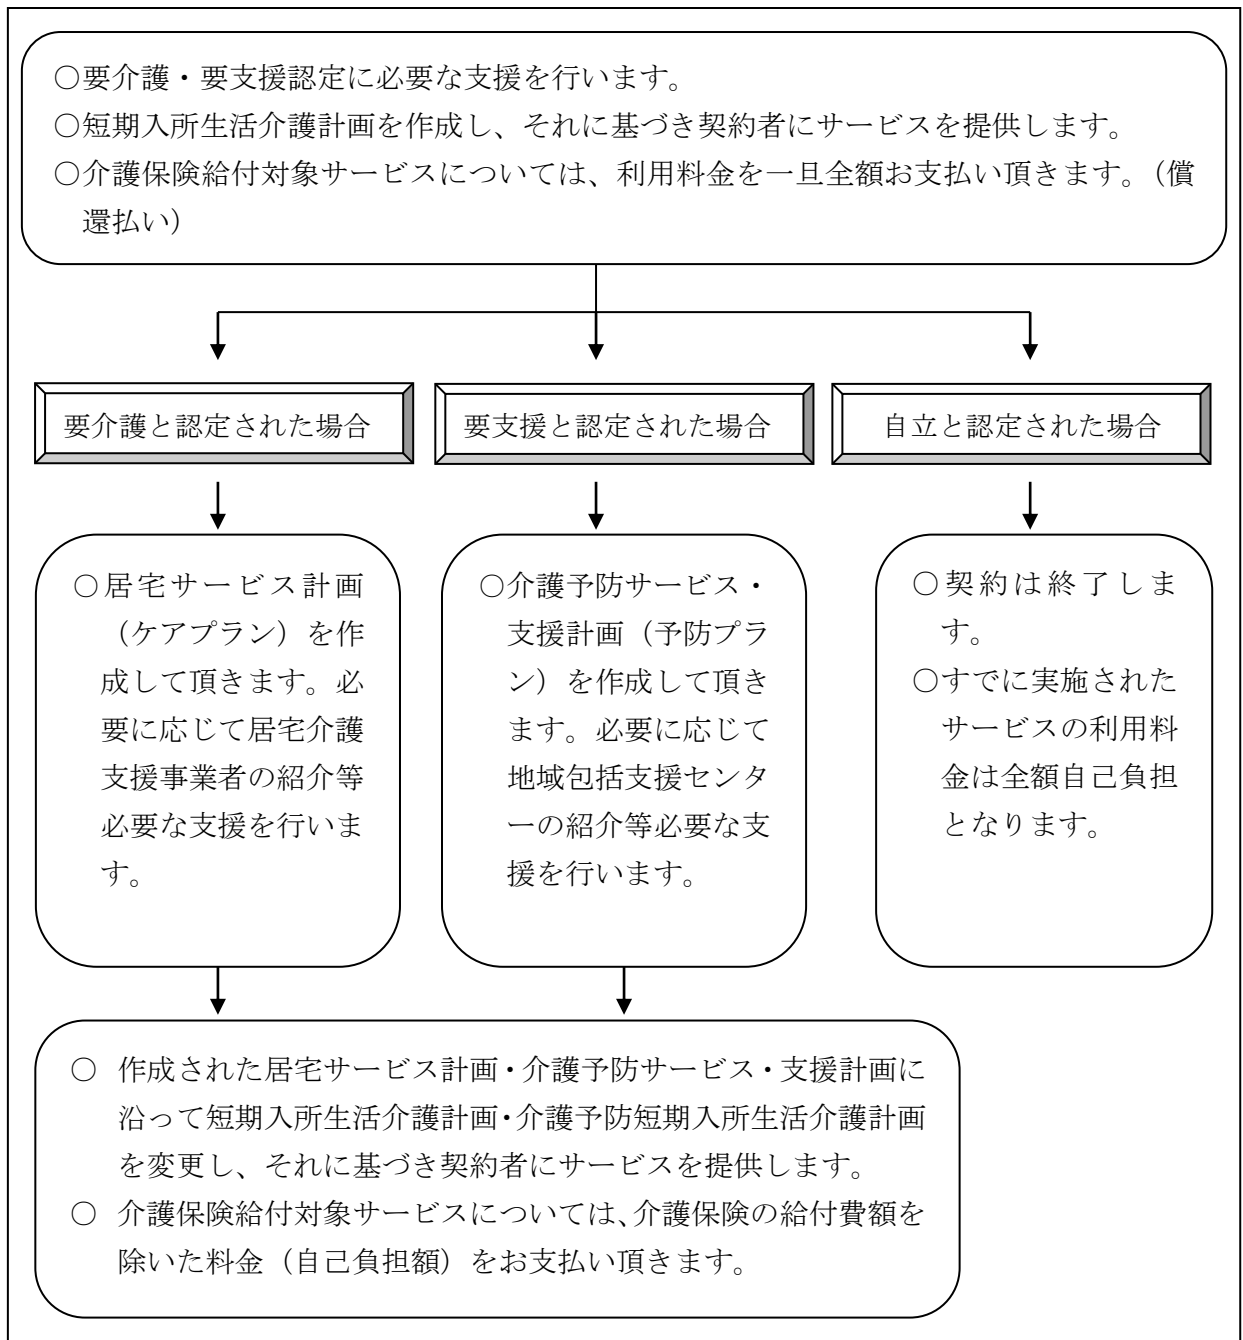 ○要介護・要支援認定に必要な支援を行います。
○短期入所生活介護計画を作成し、それに基づき契約者にサービスを提供します。
○介護保険給付対象サービスについては、利用料金を一旦全額お支払い頂きます。（償
還払い）
要介護と認定された場合
要支援と認定された場合
自立と認定された場合
○居宅サービス計画
（ケアプラン）を作
成して頂きます。必
要に応じて居宅介護
支援事業者の紹介等
必要な支援を行いま
す。
○介護予防サービス・
支援計画（予防プラ
ン）を作成して頂き
ます。必要に応じて
地域包括支援センタ
ーの紹介等必要な支
援を行います。
○契約は終了しま
す。
○すでに実施された
サービスの利用料
金は全額自己負担
となります。
○ 作成された居宅サービス計画・介護予防サービス・支援計画に
沿って短期入所生活介護計画・介護予防短期入所生活介護計画
を変更し、それに基づき契約者にサービスを提供します。
○ 介護保険給付対象サービスについては、介護保険の給付費額を
除いた料金（自己負担額）をお支払い頂きます。